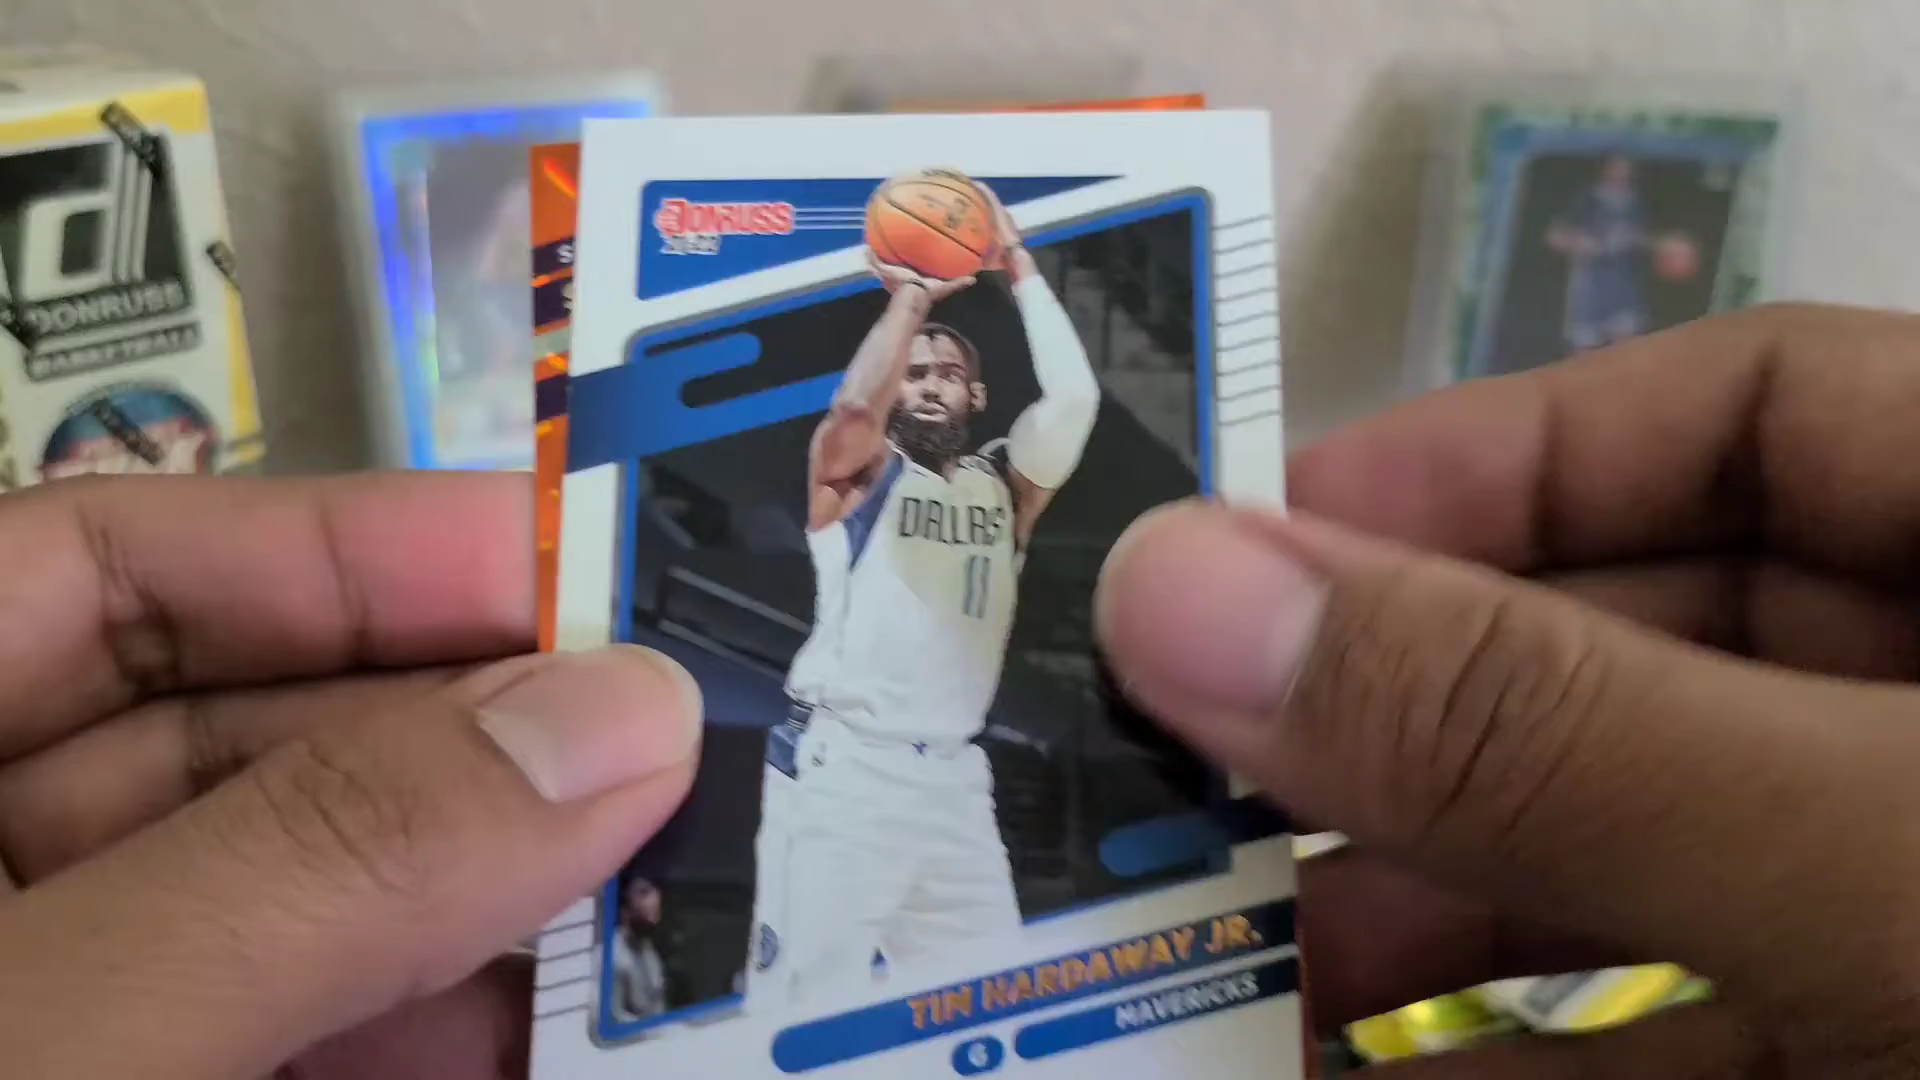 DONRUSS
BASKETBALL
DONRUSS
DALLAS
11
TIM HARDAWAY JR.
MAVERICKS
G